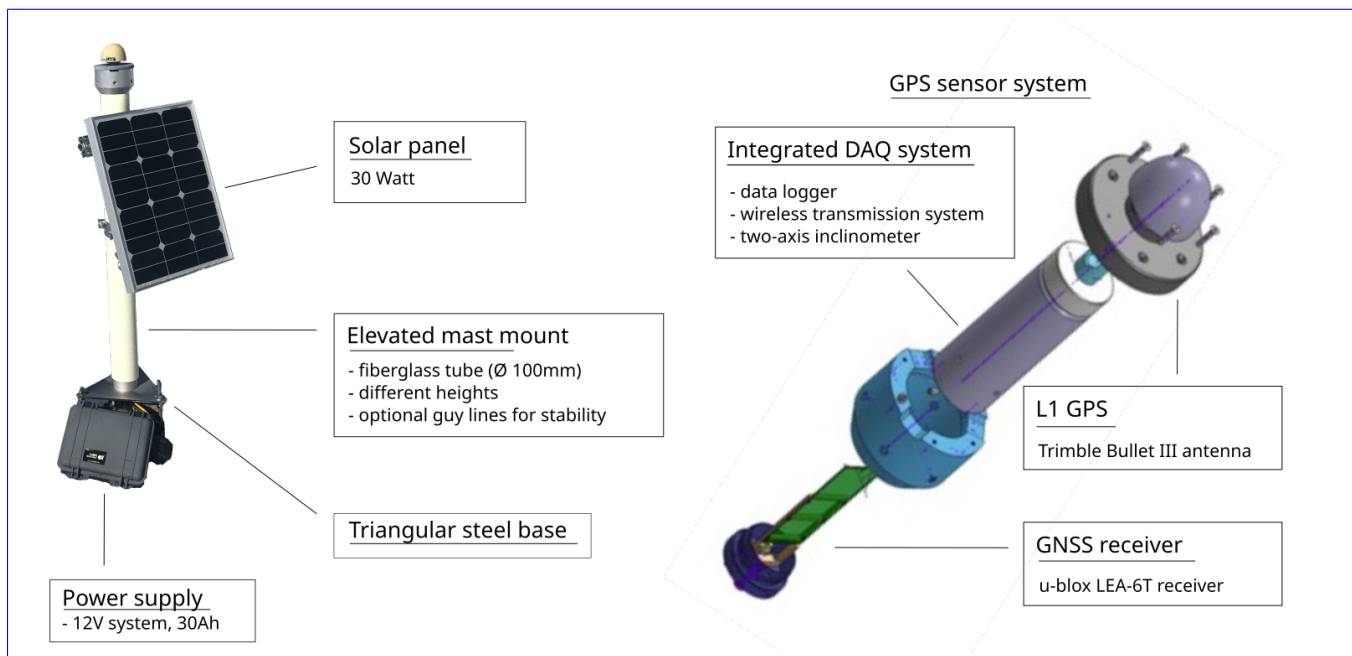 Solar panel
30 Watt
Elevated mast mount
- fiberglass tube (Ø 100mm)
- different heights
- optional guy lines for stability
Triangular steel base
Power supply
- 12V system, 30Ah
GPS sensor system
Integrated DAQ system
- data logger
- wireless transmission system
- two-axis inclinometer
L1 GPS
Trimble Bullet III antenna
GNSS receiver
u-blox LEA-6T receiver